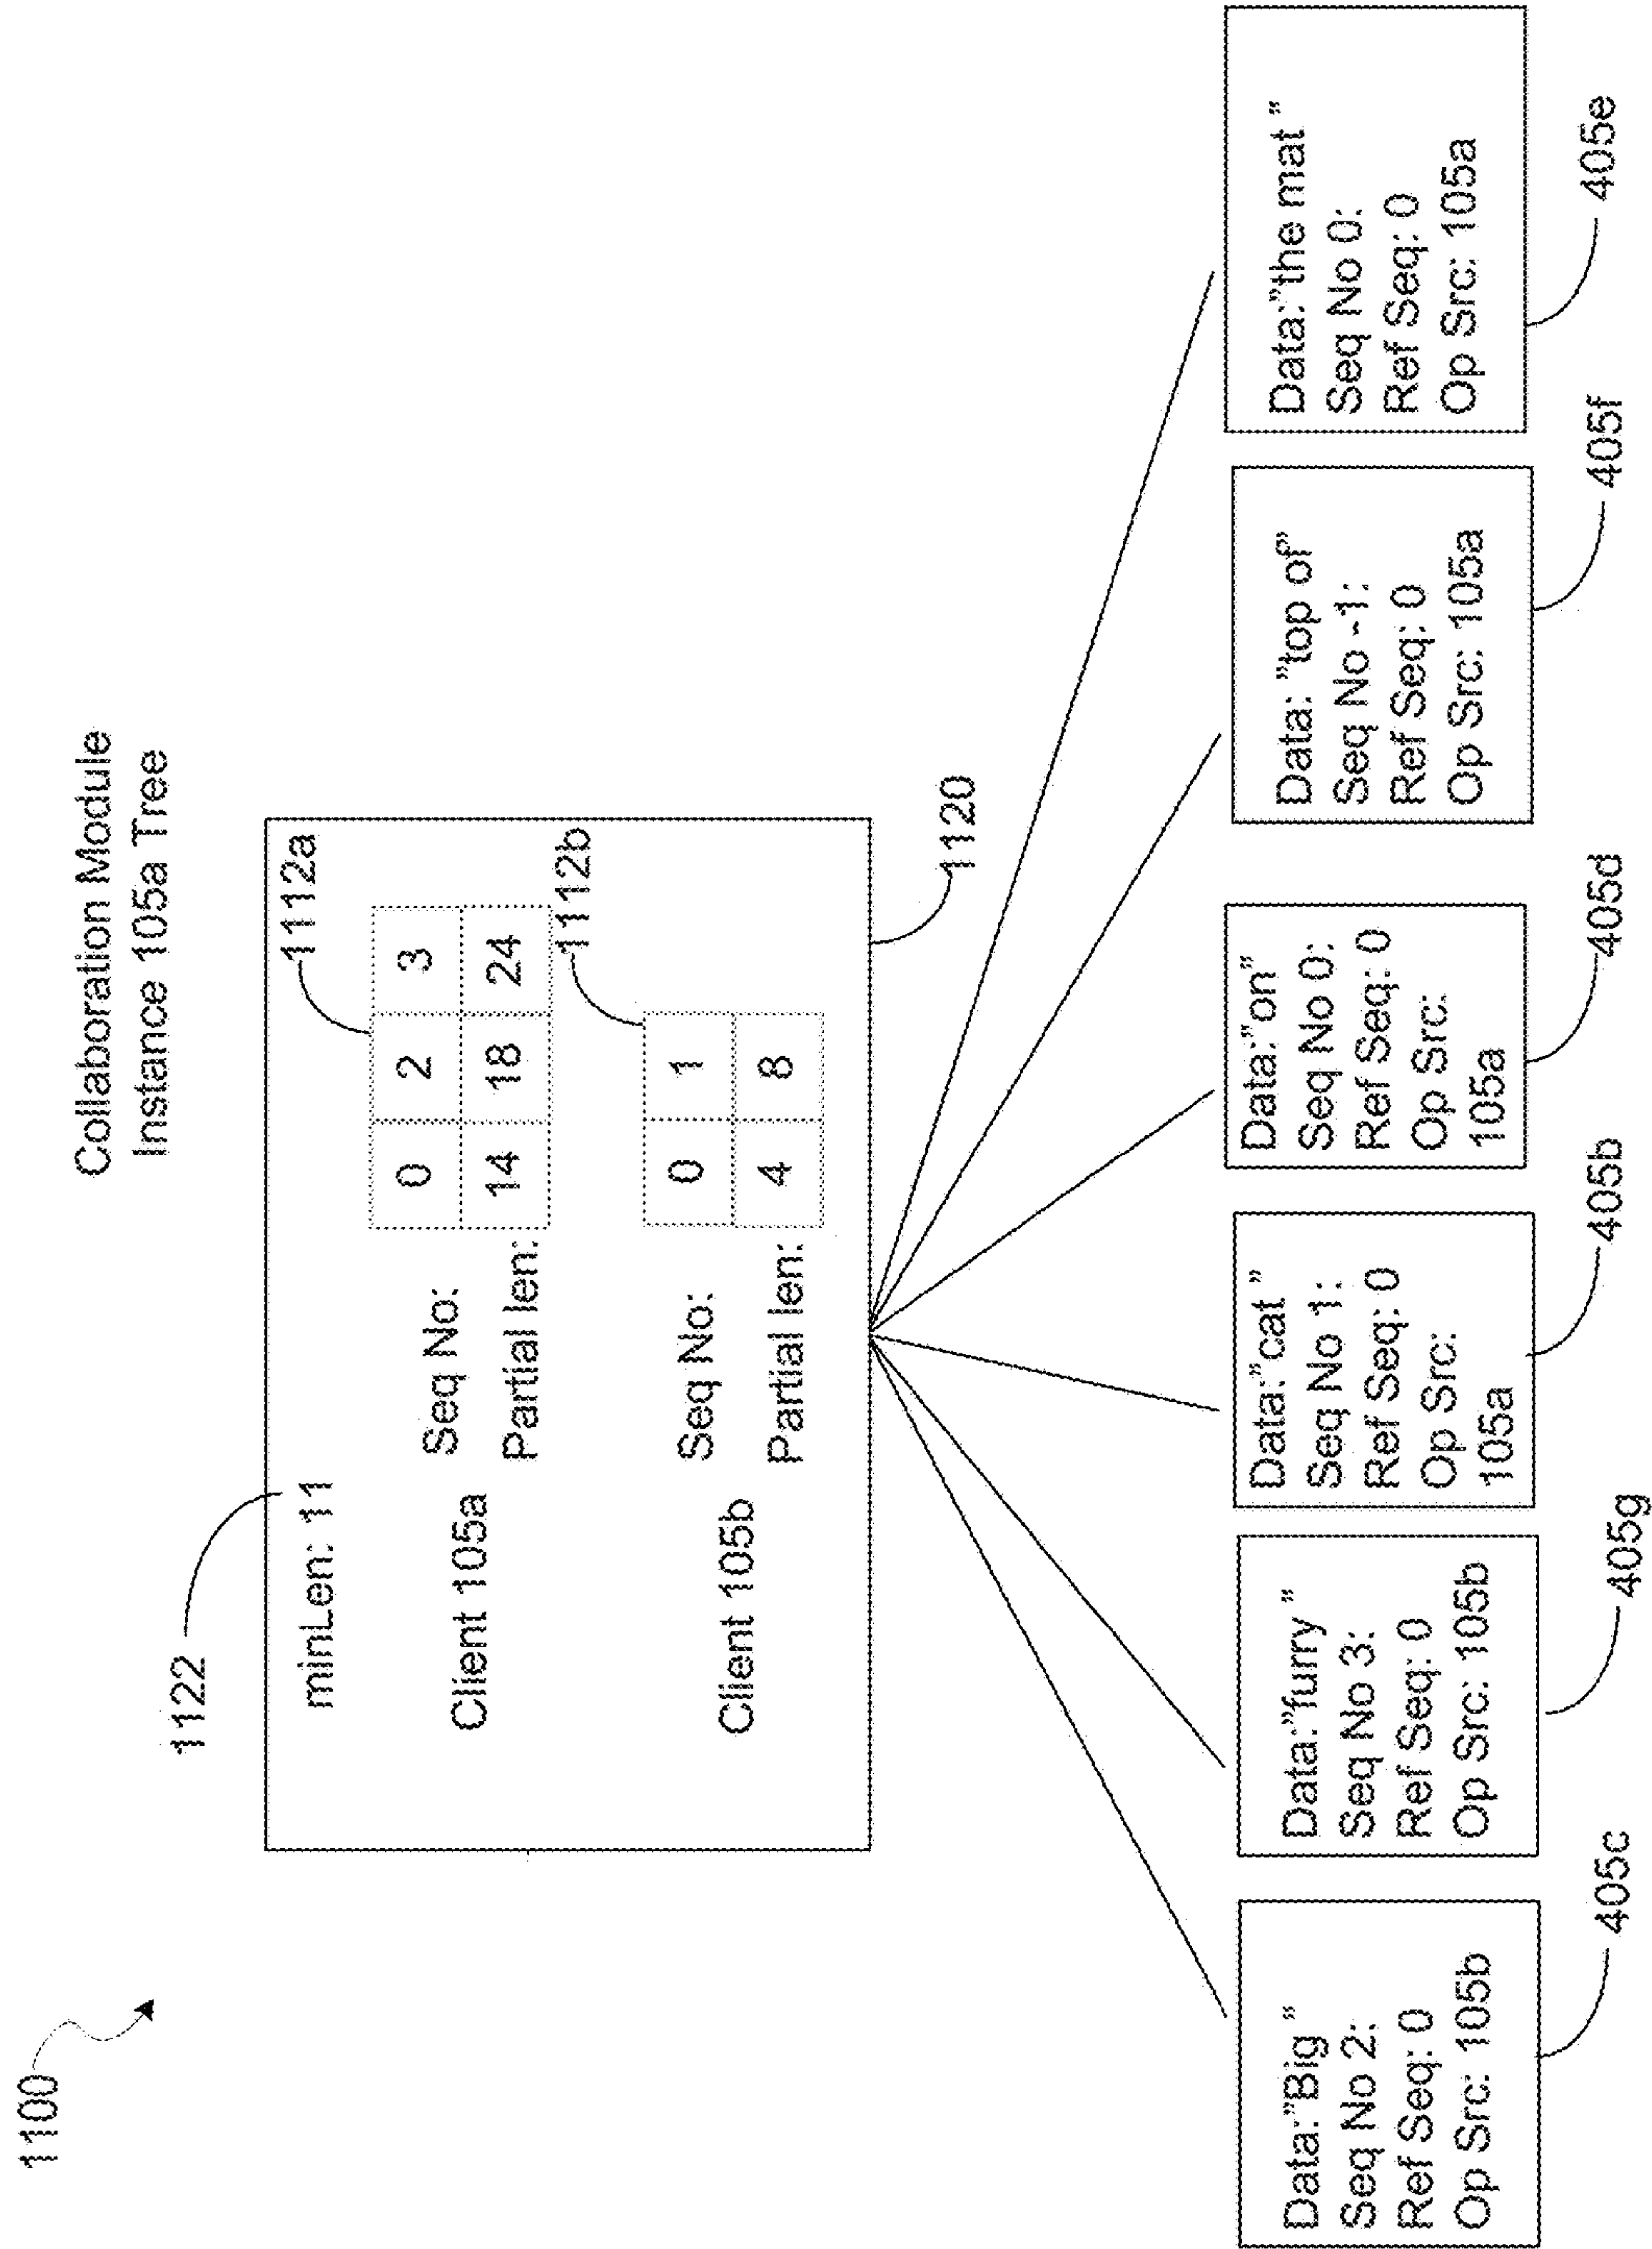 1100
Collaboration Module
Instance 105a Tree
1122
minLen: 11
1112a
Client 105a
Seq No:
0 2 3
Partial len:
14 18 24
1112b
Client 105b
Seq No:
0 1
Partial len:
4 8
1120
Data:"Big "
Seq No 2:
Ref Seq: 0
Op Src: 105b
405c
Data:"furry "
Seq No 3:
Ref Seq: 0
Op Src: 105b
405g
Data:"cat "
Seq No 1:
Ref Seq: 0
Op Src:
105a
405b
Data:"on"
Seq No 0:
Ref Seq: 0
Op Src:
105a
405d
Data: "top of"
Seq No -1:
Ref Seq: 0
Op Src: 105a
405f
Data:"the mat "
Seq No 0:
Ref Seq: 0
Op Src: 105a
405e